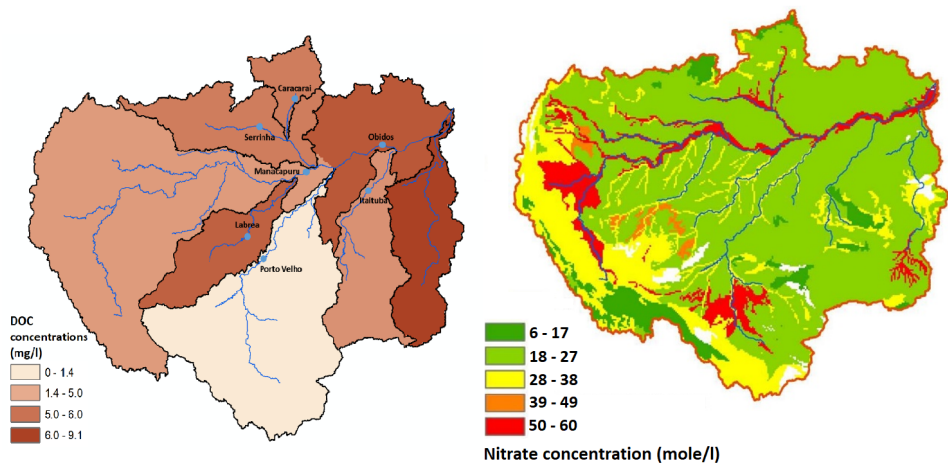 Caracarai
Serrinha
Obidos
Manacapuru
Itaituba
Labrea
Porto Velho
DOC
concentrations
(mg/l)
0 - 1.4
1.4 - 5.0
5.0 - 6.0
6.0 - 9.1
6 - 17
18 - 27
28 - 38
39 - 49
50 - 60
Nitrate concentration (mole/l)